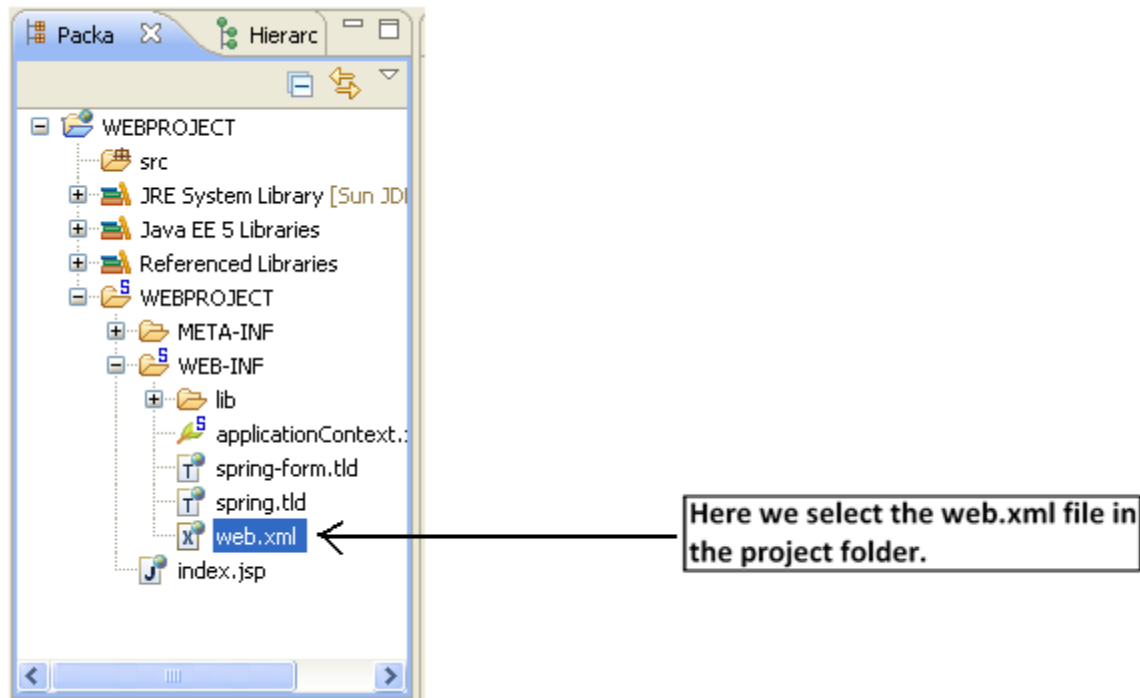 Packa Hierarc
WEBPROJECT
src
JRE System Library [Sun JD
Java EE 5 Libraries
Referenced Libraries
WEBPROJECT
META-INF
WEB-INF
lib
applicationContext.
spring-form.tld
spring.tld
web.xml
index.jsp
Here we select the web.xml file in
the project folder.